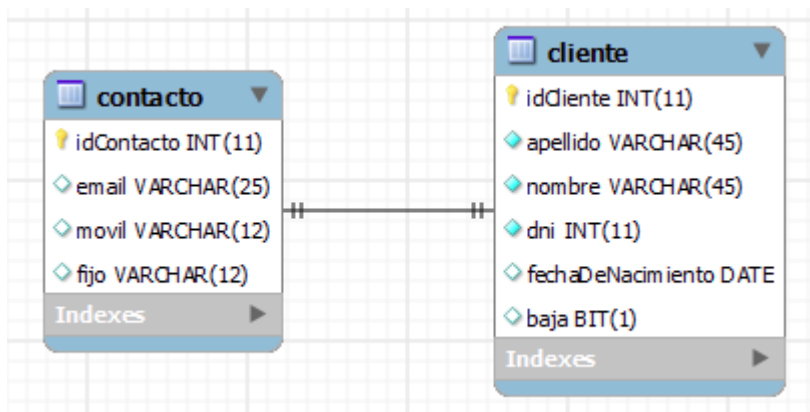 contacto
idContacto INT(11)
email VARCHAR(25)
movil VARCHAR(12)
fijo VARCHAR(12)
Indexes
cliente
idCliente INT(11)
apellido VARCHAR(45)
nombre VARCHAR(45)
dni INT(11)
fechaDeNacimiento DATE
baja BIT(1)
Indexes